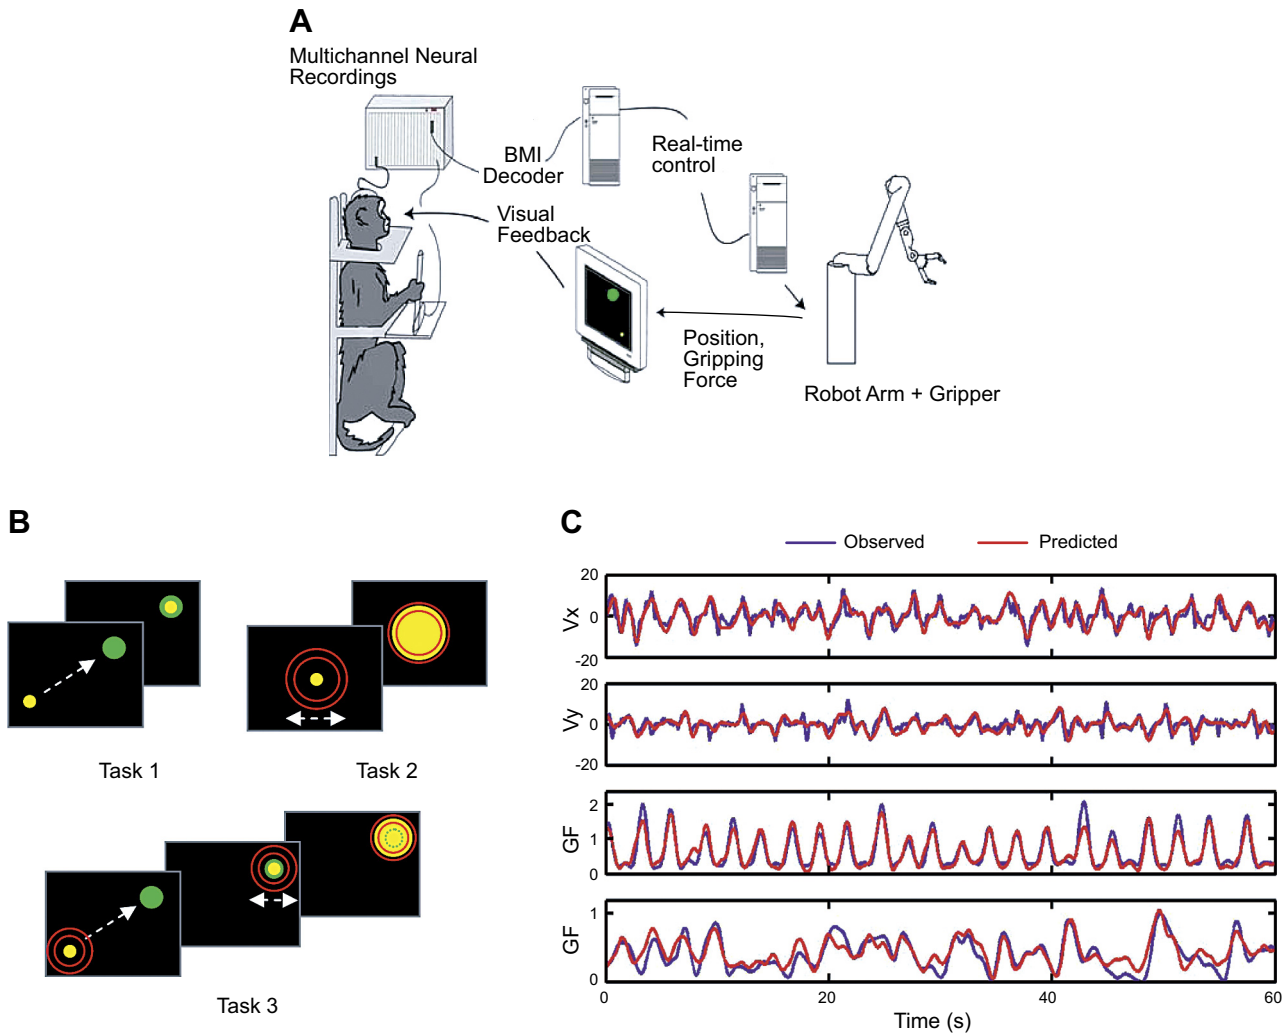 A
Multichannel Neural
Recordings
BMI
Decoder
Real-time
control
Visual
Feedback
Position,
Gripping
Force
Robot Arm + Gripper
B
Task 1
Task 2
Task 3
C
Observed
Predicted
20
Vx
0
-20
20
Vy
0
-20
2
GF
1
0
1
GF
0
0
20
40
60
Time (s)